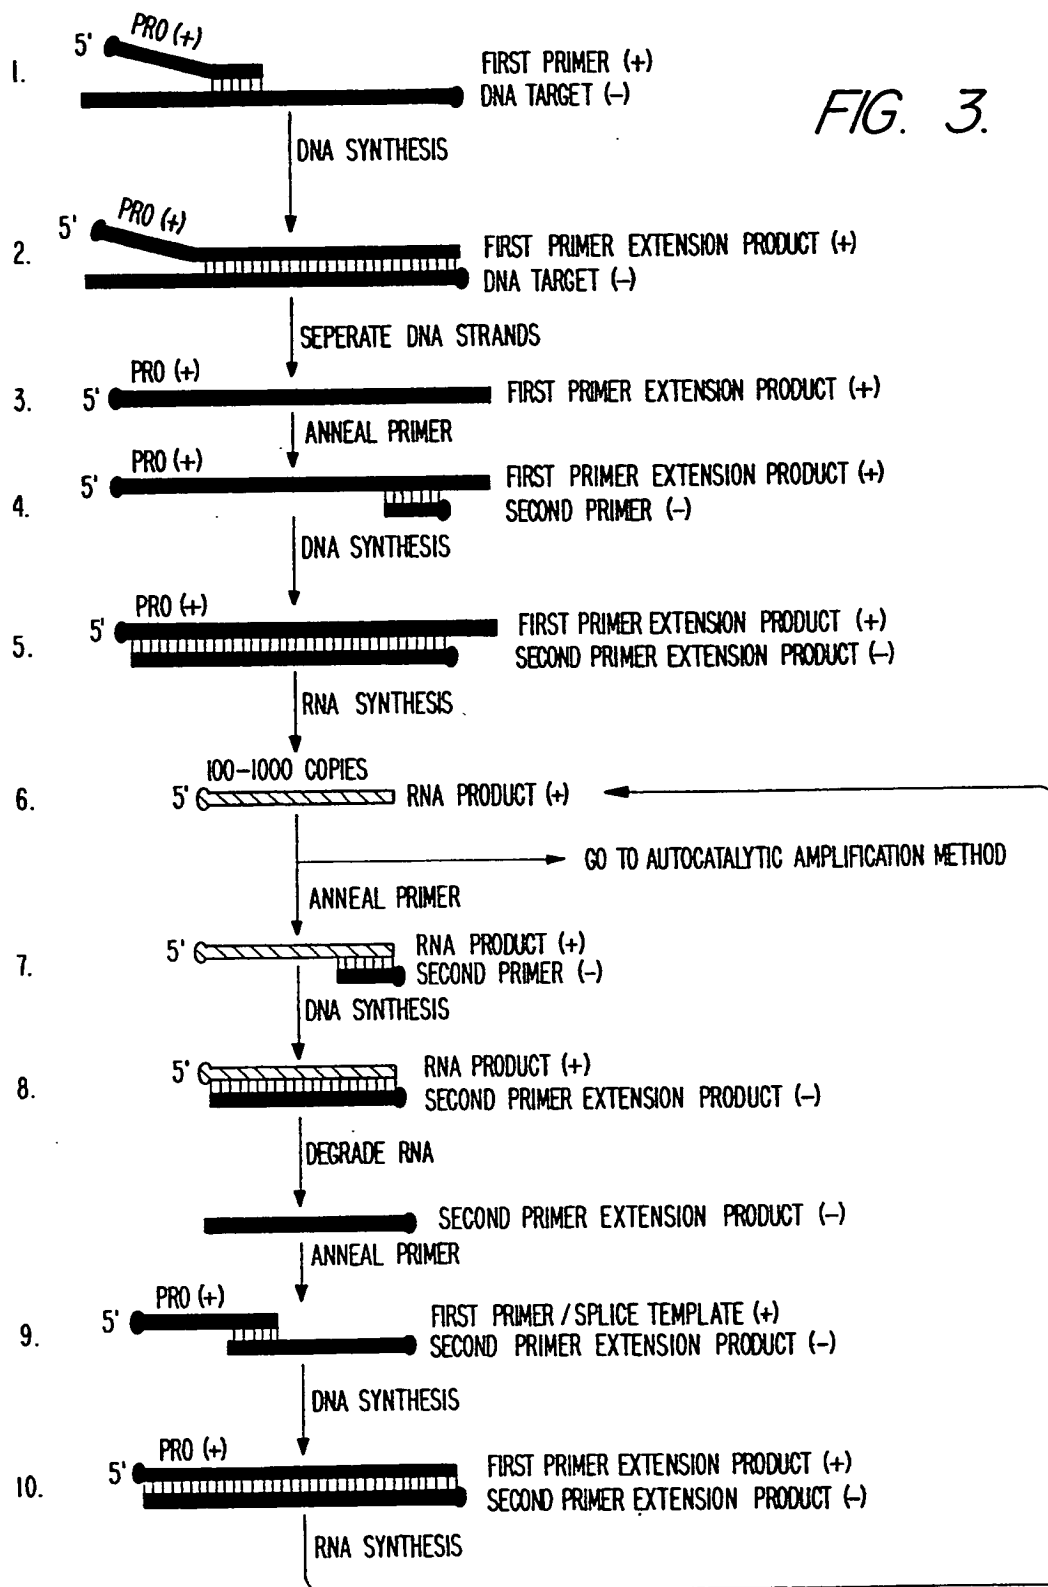 FIG. 3.
1.
5' PRO (+)
FIRST PRIMER (+)
DNA TARGET (-)
DNA SYNTHESIS
2.
5' PRO (+)
FIRST PRIMER EXTENSION PRODUCT (+)
DNA TARGET (-)
SEPERATE DNA STRANDS
3.
5' PRO (+)
FIRST PRIMER EXTENSION PRODUCT (+)
ANNEAL PRIMER
4.
5' PRO (+)
FIRST PRIMER EXTENSION PRODUCT (+)
SECOND PRIMER (-)
DNA SYNTHESIS
5.
5' PRO (+)
FIRST PRIMER EXTENSION PRODUCT (+)
SECOND PRIMER EXTENSION PRODUCT (-)
RNA SYNTHESIS
100-1000 COPIES
6.
5' RNA PRODUCT (+)
GO TO AUTOCATALYTIC AMPLIFICATION METHOD
ANNEAL PRIMER
7.
5' RNA PRODUCT (+)
SECOND PRIMER (-)
DNA SYNTHESIS
8.
5' RNA PRODUCT (+)
SECOND PRIMER EXTENSION PRODUCT (-)
DEGRADE RNA
SECOND PRIMER EXTENSION PRODUCT (-)
ANNEAL PRIMER
9.
5' PRO (+)
FIRST PRIMER / SPLICE TEMPLATE (+)
SECOND PRIMER EXTENSION PRODUCT (-)
DNA SYNTHESIS
10.
5' PRO (+)
FIRST PRIMER EXTENSION PRODUCT (+)
SECOND PRIMER EXTENSION PRODUCT (-)
RNA SYNTHESIS